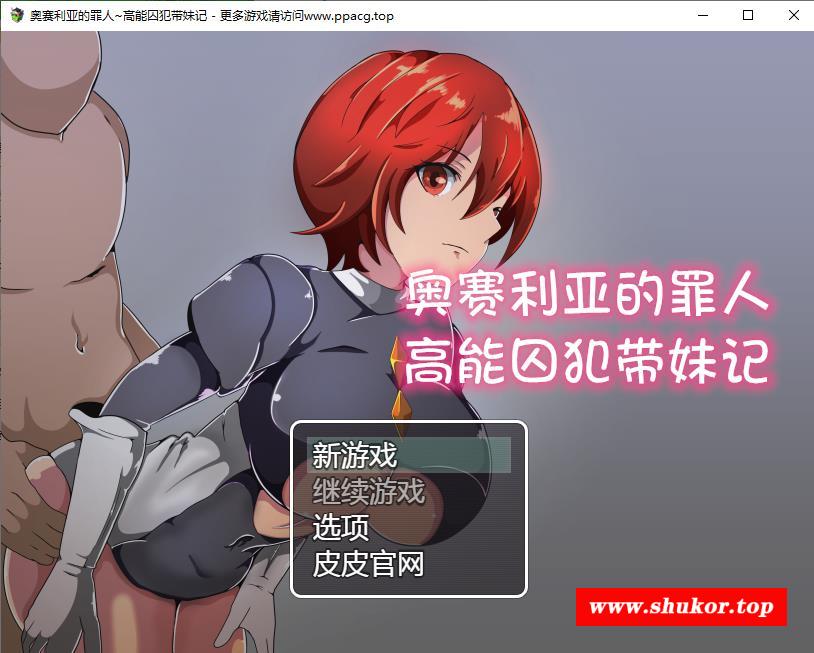 奥赛利亚的罪人~高能囚犯带妹记 - 更多游戏请访问www.ppacg.top
奥赛利亚的罪人
高能囚犯带妹记
新游戏
继续游戏
选项
皮皮官网
www.shukor.top